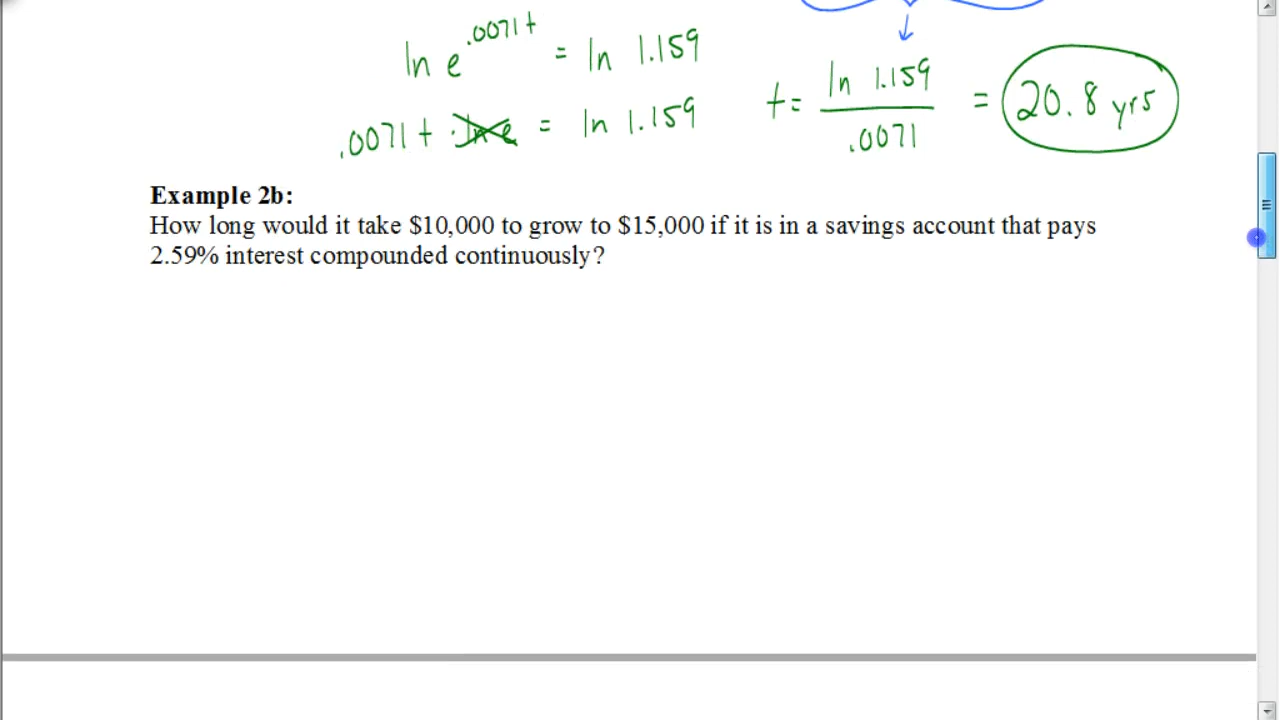 ln e^.0071t = ln 1.159
.0071t · ln e = ln 1.159
t = ln 1.159 / .0071 = 20.8 yrs
Example 2b:
How long would it take $10,000 to grow to $15,000 if it is in a savings account that pays
2.59% interest compounded continuously?